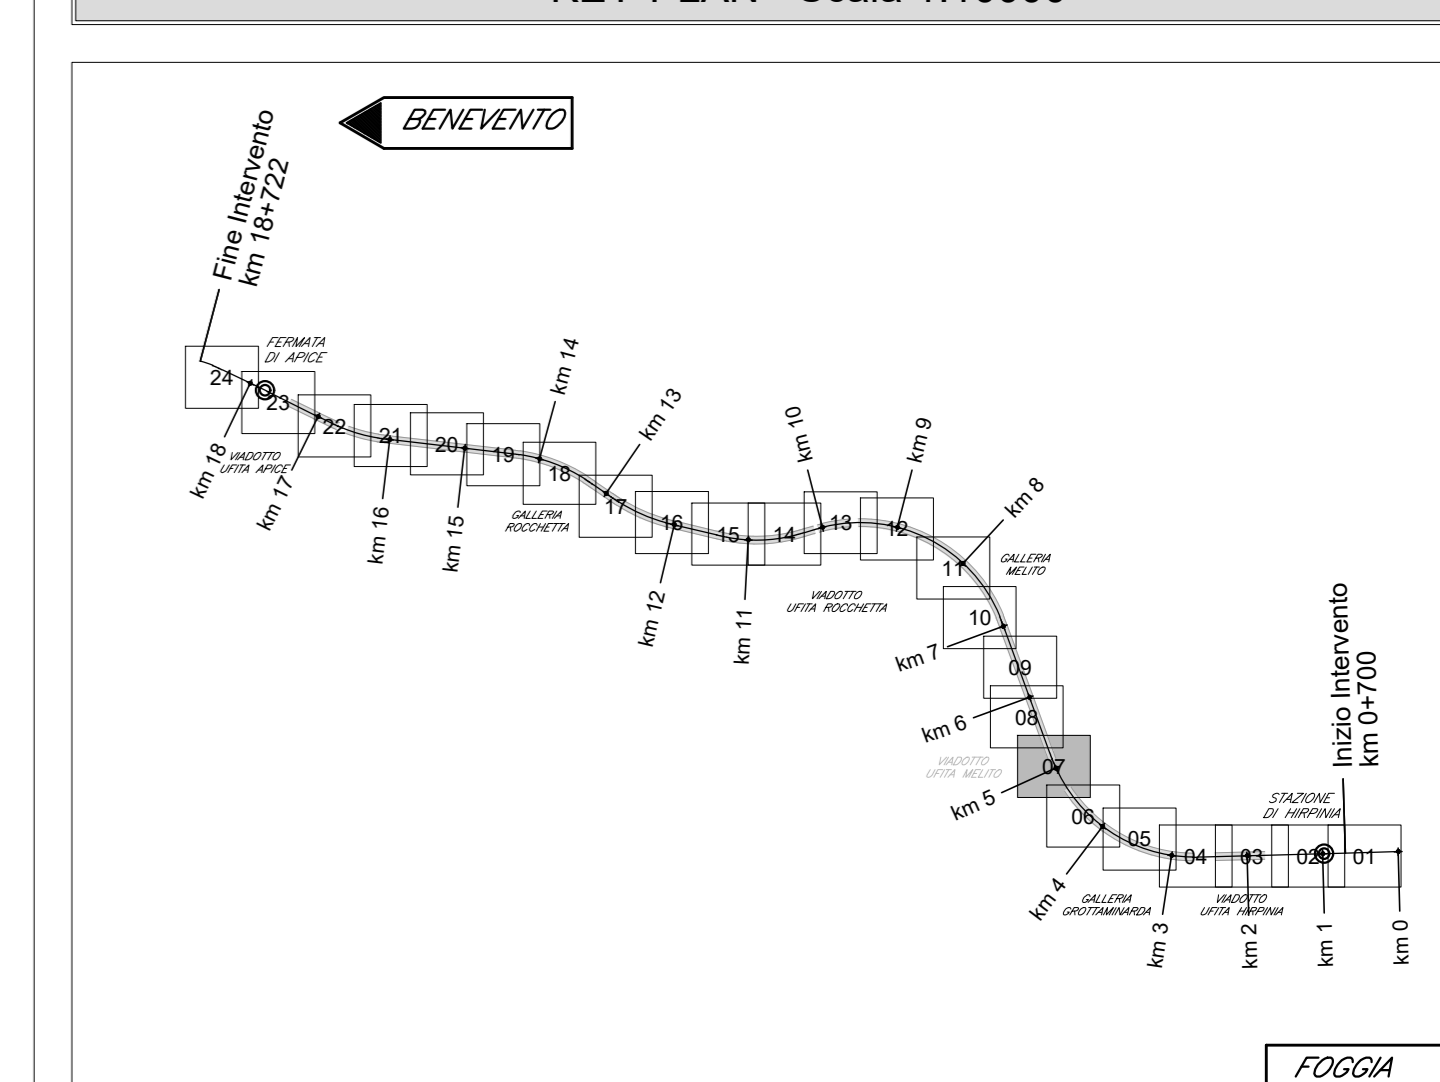 KEY PLAN - Scala 1:10000
BENEVENTO
Fine Intervento
km 18+722
FERMATA
DI APICE
24
23
22
21
20
19
18
17
16
15
14
13
12
11
10
09
08
07
06
05
04
03
02
01
km 18
VIADOTTO
UFITA APICE
km 17
km 16
km 15
km 14
GALLERIA
ROCCHETTA
km 13
km 12
km 11
km 10
VIADOTTO
UFITA ROCCHETTA
km 9
km 8
GALLERIA
MELITO
km 7
km 6
VIADOTTO
UFITA MELITO
km 5
km 4
GALLERIA
GROTTAMINARDA
km 3
VIADOTTO
UFITA HIRPINIA
km 2
STAZIONE
DI HIRPINIA
km 1
Inizio Intervento
km 0+700
km 0
FOGGIA